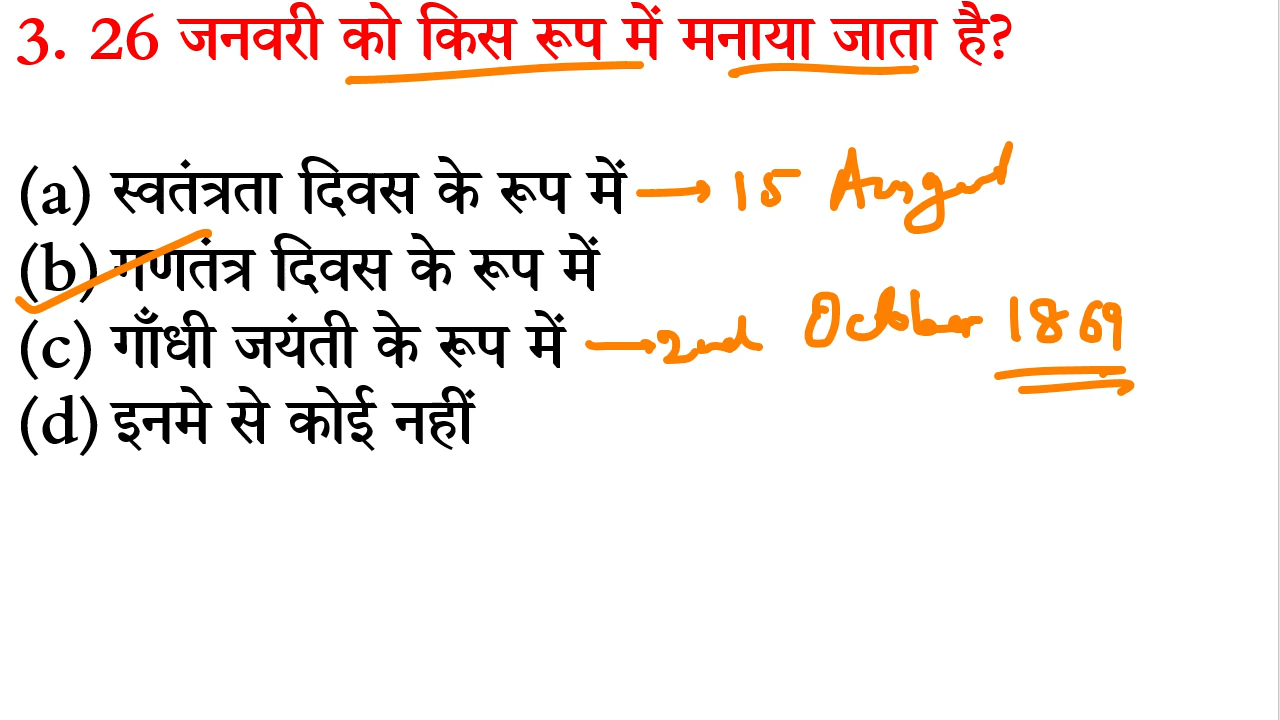 3. 26 जनवरी को किस रूप में मनाया जाता है?
(a) स्वतंत्रता दिवस के रूप में → 15 August
(b) गणतंत्र दिवस के रूप में
(c) गाँधी जयंती के रूप में → 2nd October 1869
(d) इनमे से कोई नहीं